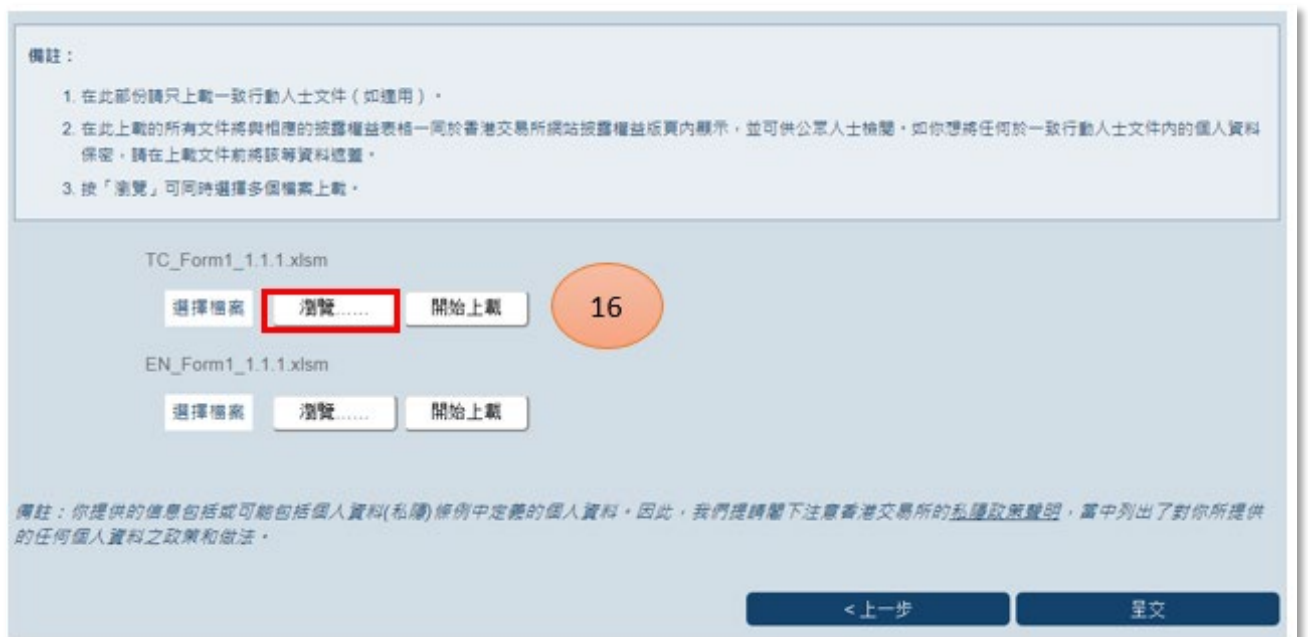 備註：
1. 在此部份請只上載一致行動人士文件（如適用）。
2. 在此上載的所有文件將與相應的披露權益表格一同於香港交易所網站披露權益版頁內顯示，並可供公眾人士檢閱。如你想將任何於一致行動人士文件內的個人資料
保密，請在上載文件前將該等資料遮蓋。
3. 按「瀏覽」可同時選擇多個檔案上載。
TC_Form1_1.1.1.xlsm
選擇檔案 瀏覽...... 開始上載 16
EN_Form1_1.1.1.xlsm
選擇檔案 瀏覽...... 開始上載
備註：你提供的信息包括或可能包括個人資料(私隱)條例中定義的個人資料。因此，我們提請閣下注意香港交易所的私隱政策聲明，當中列出了對你所提供
的任何個人資料之政策和做法。
<上一步 呈交